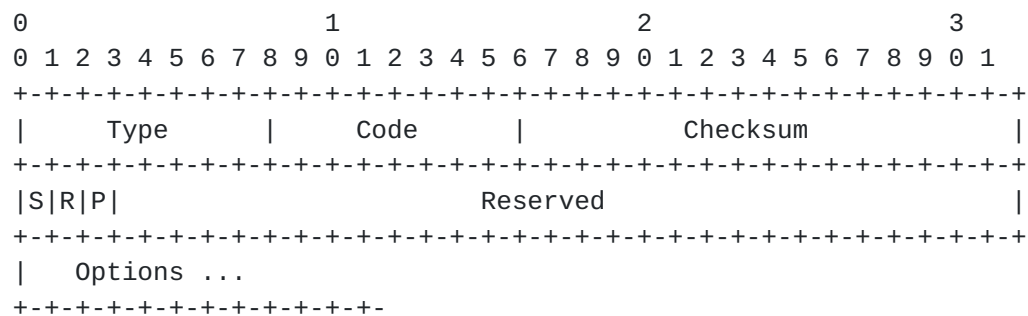 0                   1                   2                   3
0 1 2 3 4 5 6 7 8 9 0 1 2 3 4 5 6 7 8 9 0 1 2 3 4 5 6 7 8 9 0 1
+-+-+-+-+-+-+-+-+-+-+-+-+-+-+-+-+-+-+-+-+-+-+-+-+-+-+-+-+-+-+-+-+
|     Type      |     Code      |          Checksum             |
+-+-+-+-+-+-+-+-+-+-+-+-+-+-+-+-+-+-+-+-+-+-+-+-+-+-+-+-+-+-+-+-+
|S|R|P|                       Reserved                          |
+-+-+-+-+-+-+-+-+-+-+-+-+-+-+-+-+-+-+-+-+-+-+-+-+-+-+-+-+-+-+-+-+
|   Options ...
+-+-+-+-+-+-+-+-+-+-+-+-